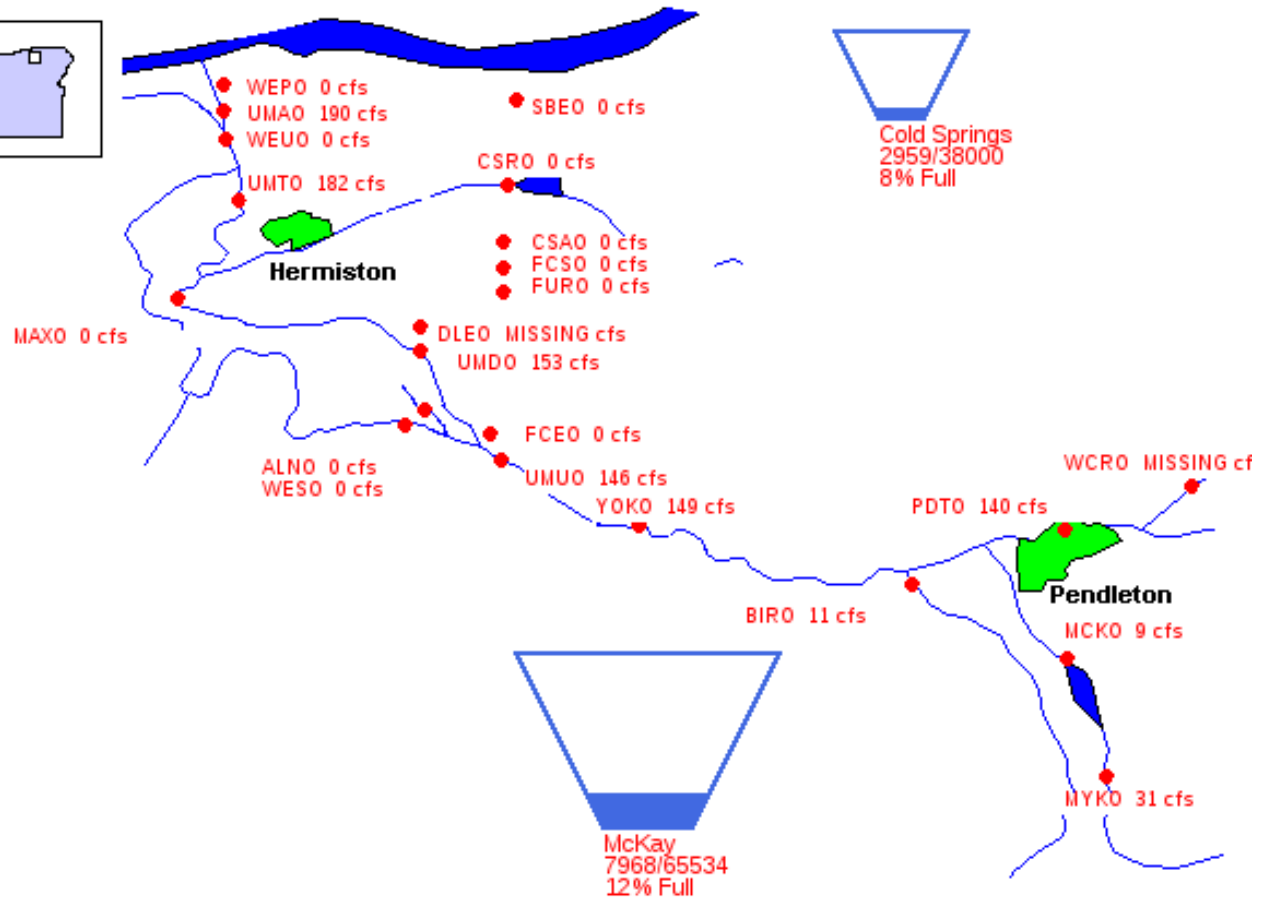 WEPO 0 cfs
UMAO 190 cfs
WEUO 0 cfs
SBEO 0 cfs
Cold Springs
2959/38000
8% Full
CSRO 0 cfs
UMTO 182 cfs
Hermiston
CSAO 0 cfs
FCSO 0 cfs
FURO 0 cfs
MAXO 0 cfs
DLEO MISSING cfs
UMDO 153 cfs
FCEO 0 cfs
ALNO 0 cfs
WESO 0 cfs
UMUO 146 cfs
YOKO 149 cfs
WCRO MISSING cf
PDTO 140 cfs
Pendleton
BIRO 11 cfs
MCKO 9 cfs
MYKO 31 cfs
McKay
7968/65534
12% Full